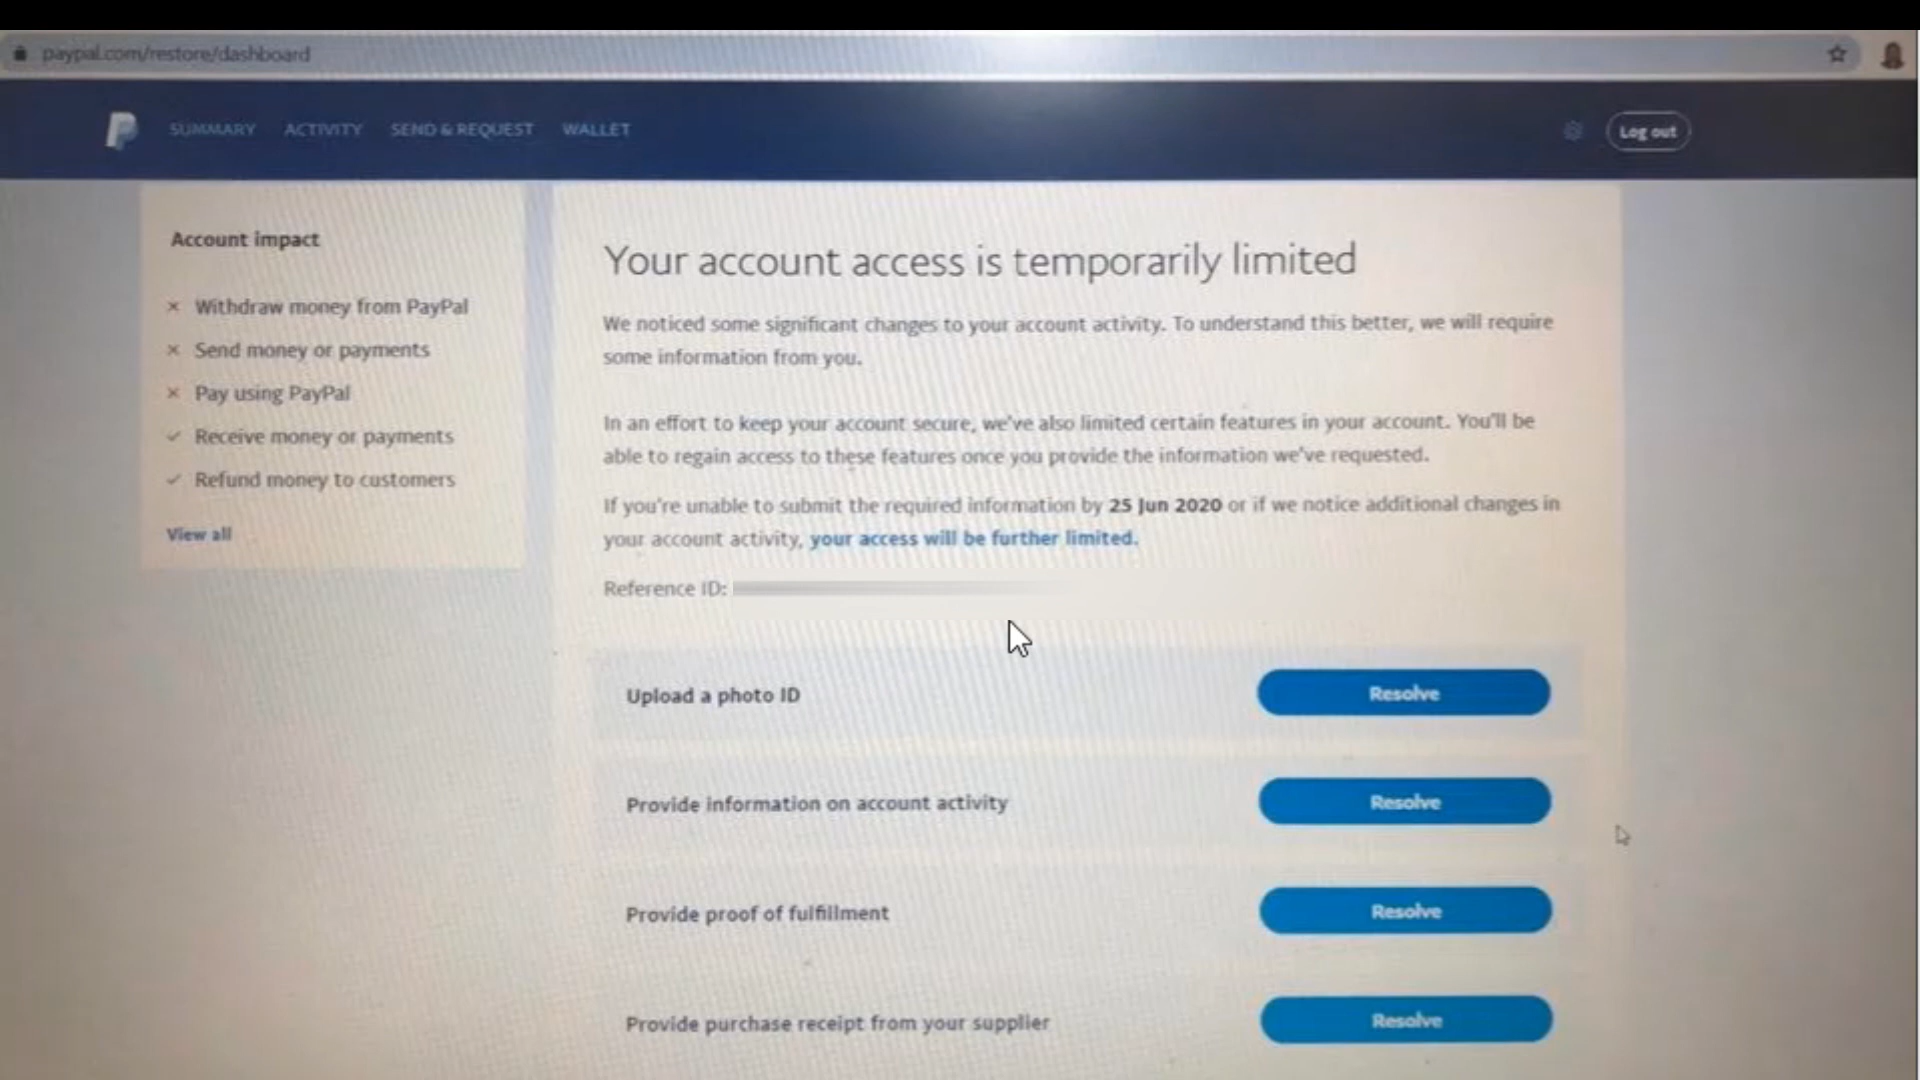 paypal.com/restore/dashboard
SUMMARY ACTIVITY SEND & REQUEST WALLET Log out
Account impact
× Withdraw money from PayPal
× Send money or payments
× Pay using PayPal
✓ Receive money or payments
✓ Refund money to customers
View all
Your account access is temporarily limited
We noticed some significant changes to your account activity. To understand this better, we will require
some information from you.
In an effort to keep your account secure, we've also limited certain features in your account. You'll be
able to regain access to these features once you provide the information we've requested.
If you're unable to submit the required information by 25 Jun 2020 or if we notice additional changes in
your account activity, your access will be further limited.
Reference ID:
Upload a photo ID Resolve
Provide information on account activity Resolve
Provide proof of fulfillment Resolve
Provide purchase receipt from your supplier Resolve